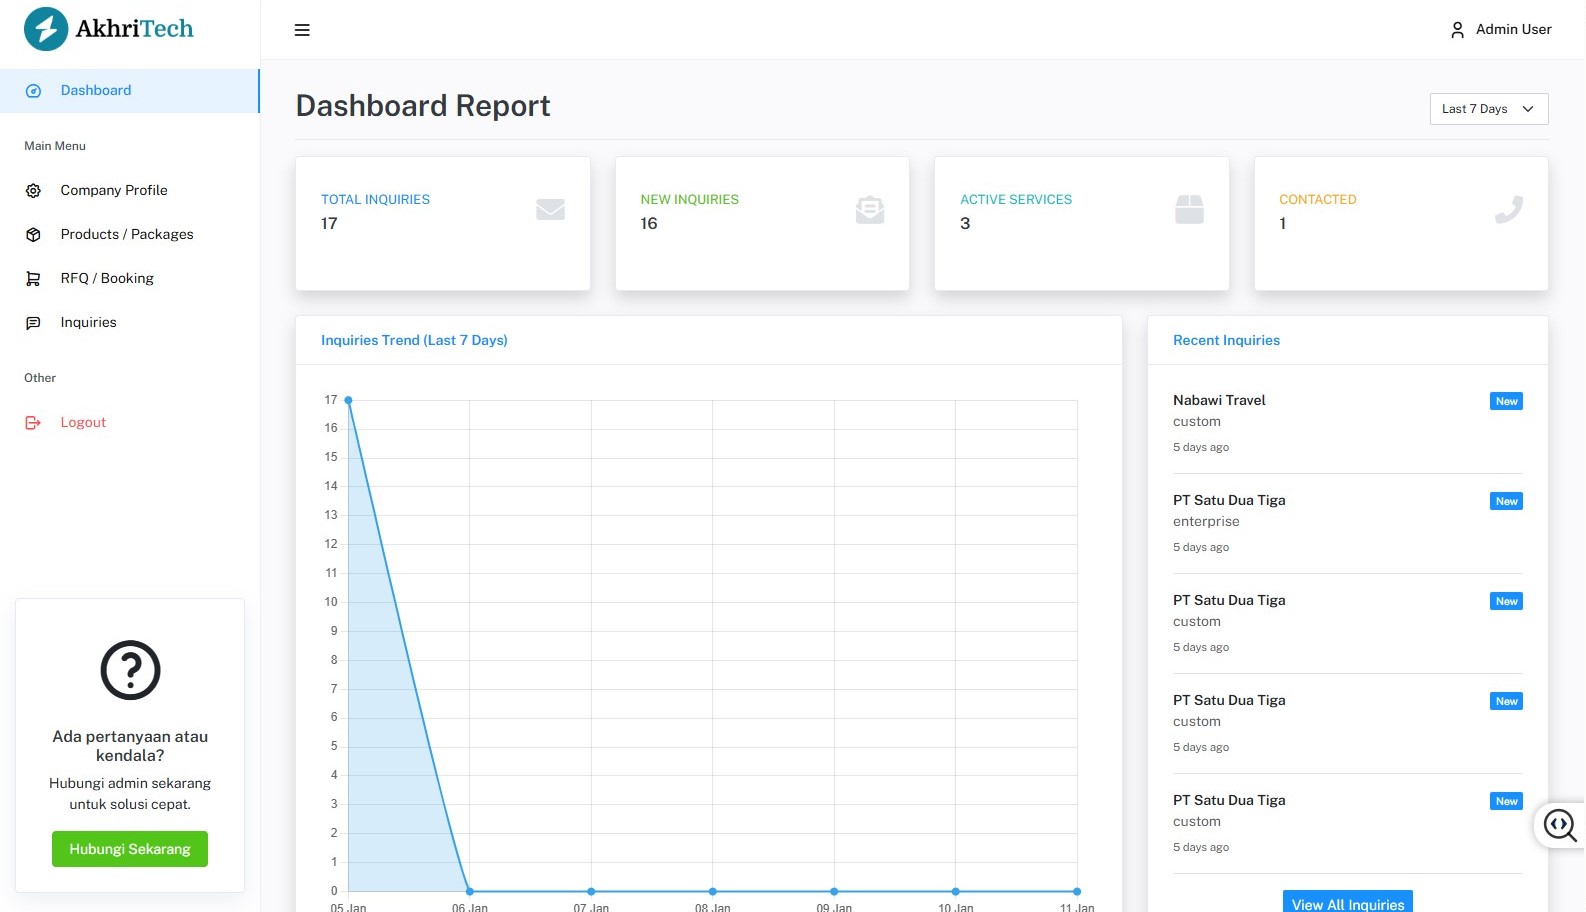 AkhriTech
Admin User
Dashboard
Main Menu
Company Profile
Products / Packages
RFQ / Booking
Inquiries
Other
Logout
Ada pertanyaan atau
kendala?
Hubungi admin sekarang
untuk solusi cepat.
Hubungi Sekarang
Dashboard Report
Last 7 Days
TOTAL INQUIRIES
17
NEW INQUIRIES
16
ACTIVE SERVICES
3
CONTACTED
1
Inquiries Trend (Last 7 Days)
17
16
15
14
13
12
11
10
9
8
7
6
5
4
3
2
1
0
05 Jan
06 Jan
07 Jan
08 Jan
09 Jan
10 Jan
11 Jan
Recent Inquiries
Nabawi Travel
New
custom
5 days ago
PT Satu Dua Tiga
New
enterprise
5 days ago
PT Satu Dua Tiga
New
custom
5 days ago
PT Satu Dua Tiga
New
custom
5 days ago
PT Satu Dua Tiga
New
custom
5 days ago
View All Inquiries